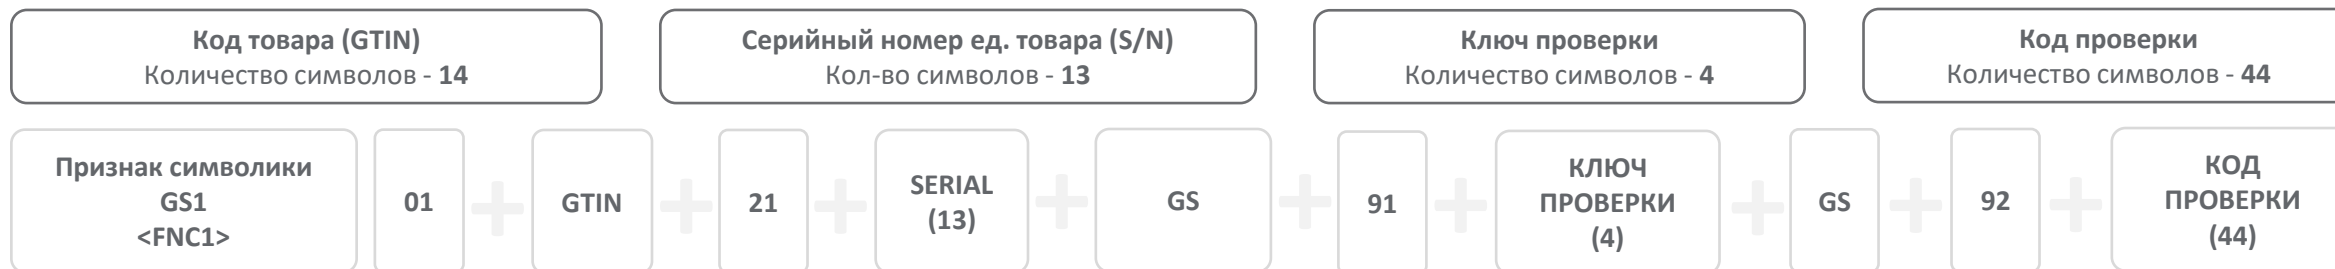 Код товара (GTIN)
Количество символов - 14
Серийный номер ед. товара (S/N)
Кол-во символов - 13
Ключ проверки
Количество символов - 4
Код проверки
Количество символов - 44
Признак символики
GS1
<FNC1>
01
+
GTIN
+
21
+
SERIAL
(13)
+
GS
+
91
+
КЛЮЧ
ПРОВЕРКИ
(4)
+
GS
+
92
+
КОД
ПРОВЕРКИ
(44)